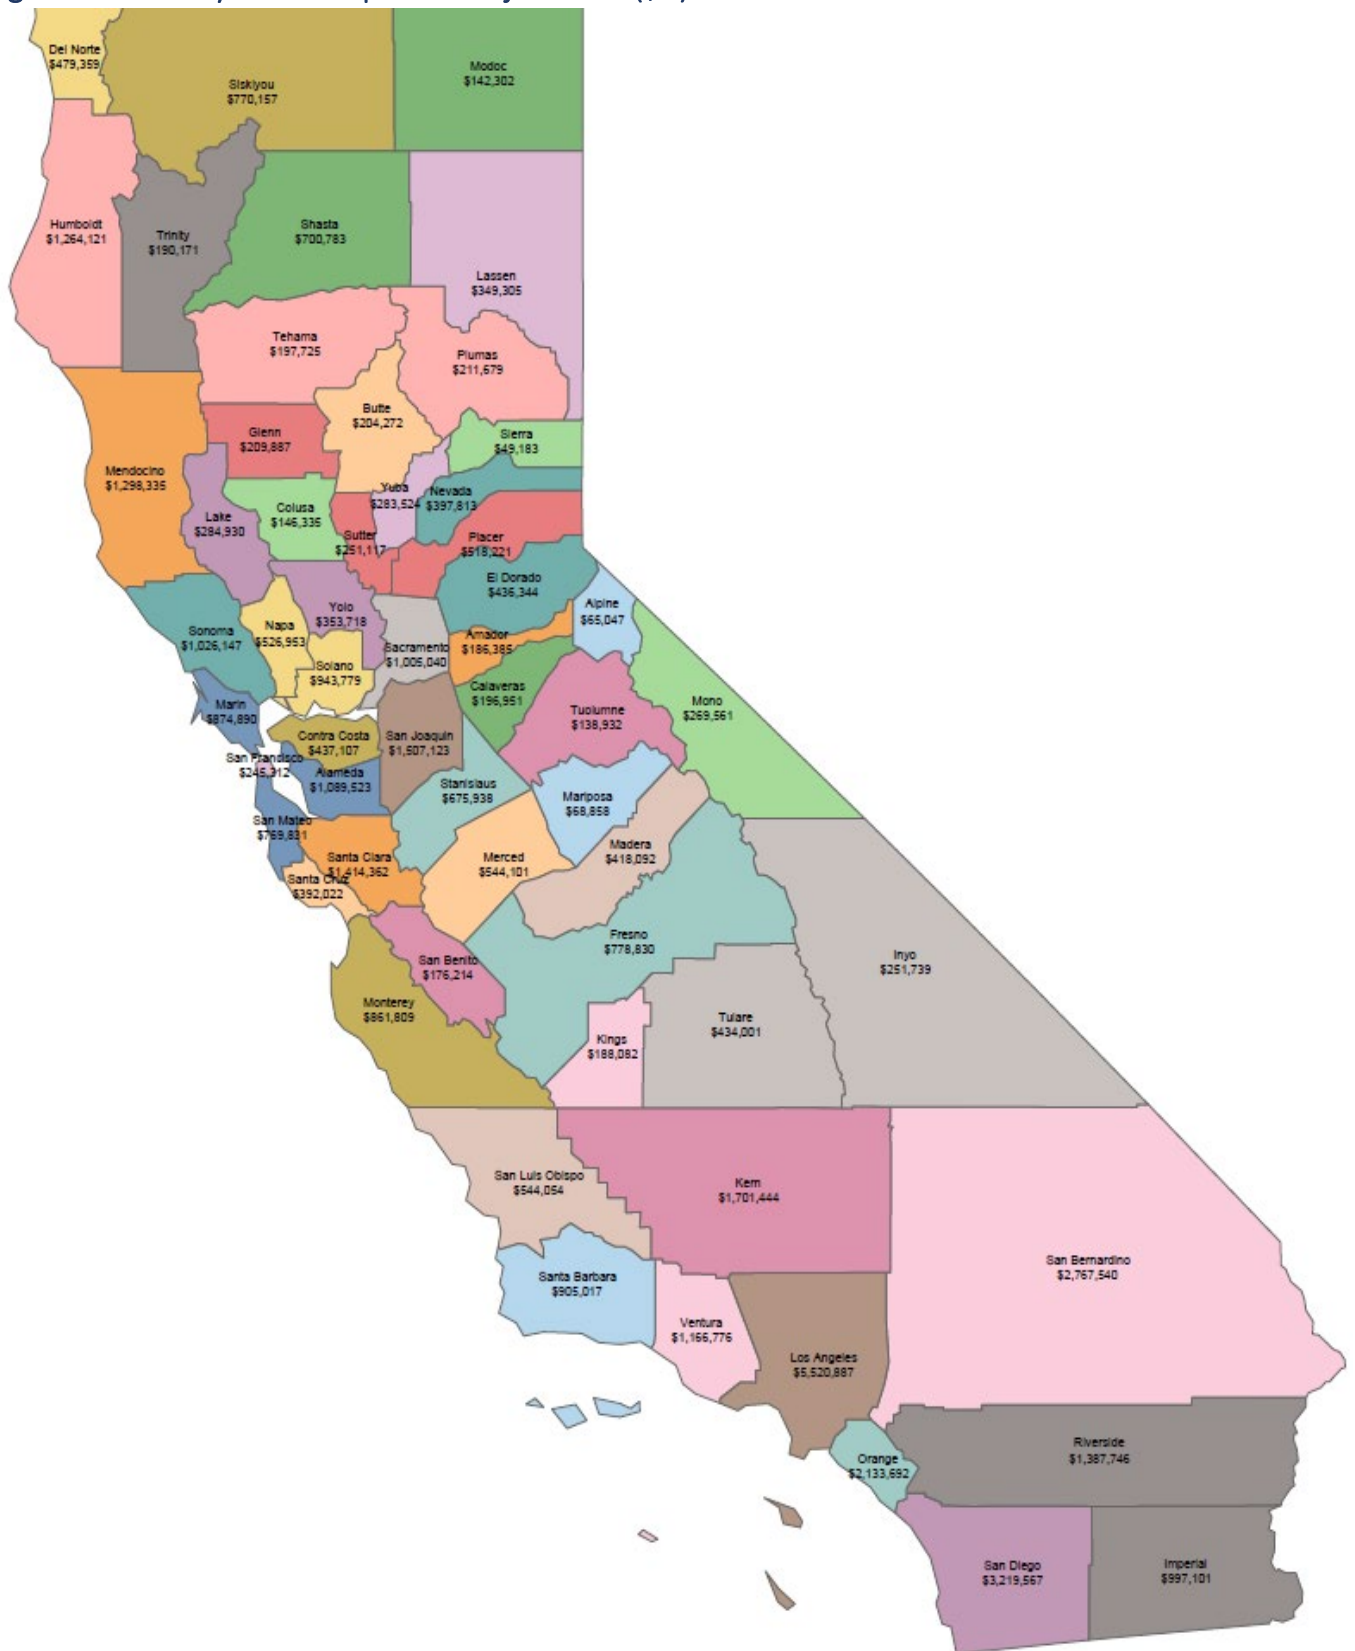 Del Norte
$479,359
Siskiyou
$770,157
Modoc
$142,302
Humboldt
$1,264,121
Trinity
$190,171
Shasta
$700,783
Lassen
$349,305
Tehama
$197,725
Plumas
$211,679
Butte
$204,272
Glenn
$209,887
Sierra
$49,183
Mendocino
$1,298,335
Lake
$284,930
Colusa
$146,335
Yuba
$283,524
Nevada
$397,813
Sutter
$251,117
Placer
$518,221
El Dorado
$436,344
Alpine
$65,047
Sonoma
$1,026,147
Napa
$526,953
Yolo
$353,718
Sacramento
$1,005,040
Amador
$186,385
Solano
$943,779
Calaveras
$196,951
Marin
$874,890
Contra Costa
$437,107
San Joaquin
$1,507,123
Tuolumne
$138,932
Mono
$269,561
San Francisco
$245,312
Alameda
$1,089,523
Stanislaus
$675,938
Mariposa
$68,858
San Mateo
$769,831
Santa Clara
$1,414,362
Merced
$544,101
Madera
$418,092
Santa Cruz
$392,022
Fresno
$778,830
San Benito
$176,214
Inyo
$251,739
Monterey
$861,809
Kings
$188,082
Tulare
$434,001
San Luis Obispo
$544,054
Kern
$1,701,444
San Bernardino
$2,767,540
Santa Barbara
$905,017
Ventura
$1,166,776
Los Angeles
$5,520,887
Orange
$2,133,692
Riverside
$1,387,746
San Diego
$3,219,567
Imperial
$997,101